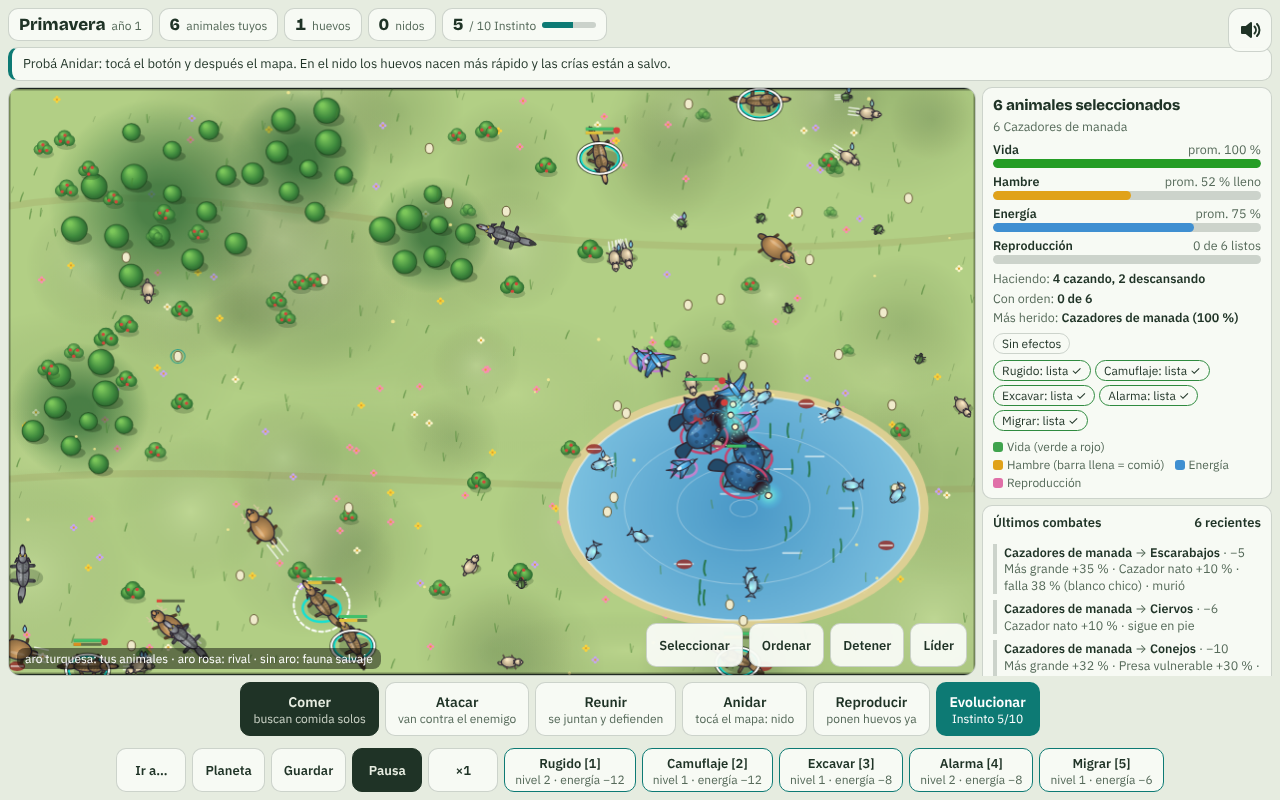 Primavera año 1
6 animales tuyos
1 huevos
0 nidos
5 / 10 Instinto
Probá Anidar: tocá el botón y después el mapa. En el nido los huevos nacen más rápido y las crías están a salvo.
6 animales seleccionados
6 Cazadores de manada
Vida prom. 100 %
Hambre prom. 52 % lleno
Energía prom. 75 %
Reproducción 0 de 6 listos
Haciendo: 4 cazando, 2 descansando
Con orden: 0 de 6
Más herido: Cazadores de manada (100 %)
Sin efectos
Rugido: lista ✓ Camuflaje: lista ✓
Excavar: lista ✓ Alarma: lista ✓
Migrar: lista ✓
Vida (verde a rojo)
Hambre (barra llena = comió) Energía
Reproducción
Últimos combates 6 recientes
Cazadores de manada → Escarabajos · −5
Más grande +35 % · Cazador nato +10 % ·
falla 38 % (blanco chico) · murió
Cazadores de manada → Ciervos · −6
Cazador nato +10 % · sigue en pie
Cazadores de manada → Conejos · −10
Más grande +32 % · Presa vulnerable +30 % ·
aro turquesa: tus animales · aro rosa: rival · sin aro: fauna salvaje
Seleccionar Ordenar Detener Líder
Comer
buscan comida solos
Atacar
van contra el enemigo
Reunir
se juntan y defienden
Anidar
tocá el mapa: nido
Reproducir
ponen huevos ya
Evolucionar
Instinto 5/10
Ir a... Planeta Guardar Pausa ×1
Rugido [1]
nivel 2 · energía −12
Camuflaje [2]
nivel 1 · energía −12
Excavar [3]
nivel 1 · energía −8
Alarma [4]
nivel 2 · energía −8
Migrar [5]
nivel 1 · energía −6